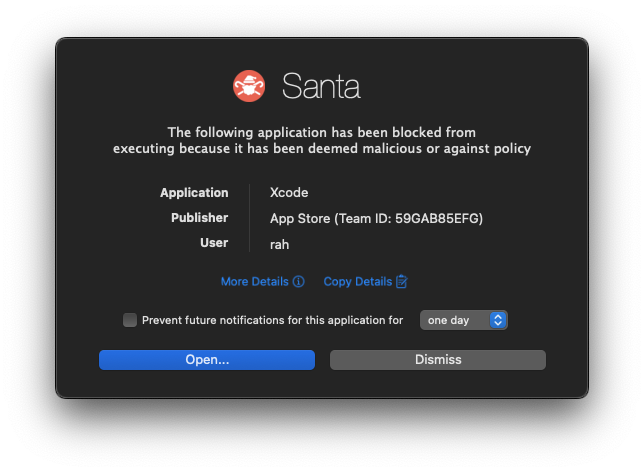 Santa
The following application has been blocked from
executing because it has been deemed malicious or against policy
Application Xcode
Publisher App Store (Team ID: 59GAB85EFG)
User rah
More Details Copy Details
Prevent future notifications for this application for one day
Open... Dismiss